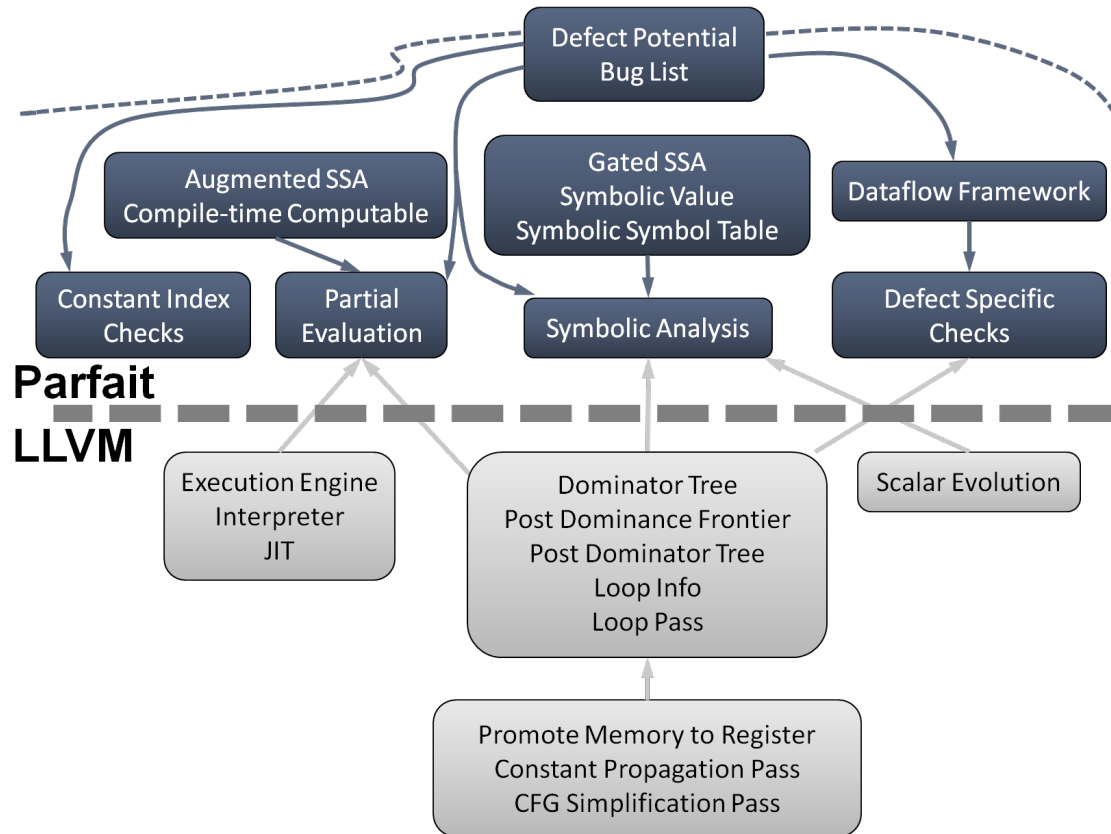 Defect Potential
Bug List
Augmented SSA
Compile-time Computable
Gated SSA
Symbolic Value
Symbolic Symbol Table
Dataflow Framework
Constant Index
Checks
Partial
Evaluation
Symbolic Analysis
Defect Specific
Checks
Parfait
LLVM
Execution Engine
Interpreter
JIT
Dominator Tree
Post Dominance Frontier
Post Dominator Tree
Loop Info
Loop Pass
Scalar Evolution
Promote Memory to Register
Constant Propagation Pass
CFG Simplification Pass